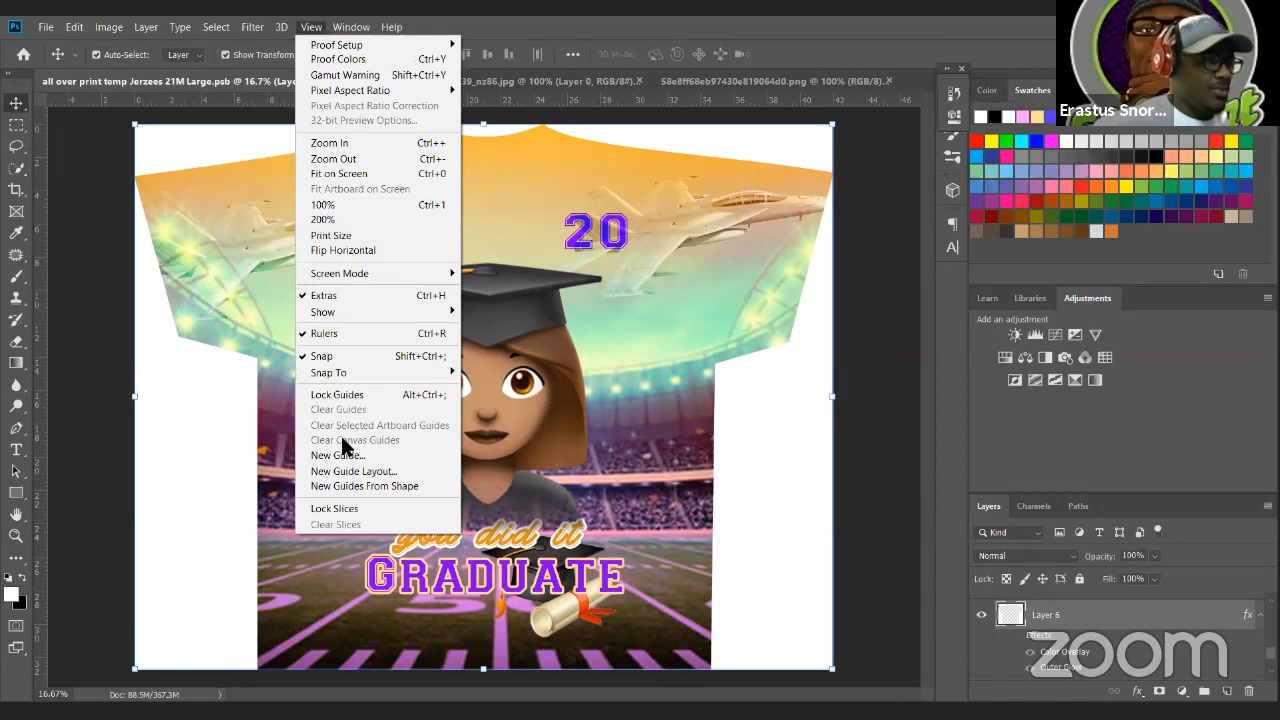 Ps File Edit Image Layer Type Select Filter 3D View Window Help
Auto-Select: Layer Show Transform 3D Mode:
all over print temp Jerzees 21M Large.psb @ 16.7% (Laye 39_nz86.jpg @ 100% (Layer 0, RGB/8#). 58e8ff68eb97430e819064d0.png @ 100% (Layer 0, RGB/8).
Proof Setup
Proof Colors Ctrl+Y
Gamut Warning Shift+Ctrl+Y
Pixel Aspect Ratio
Pixel Aspect Ratio Correction
32-bit Preview Options...
Zoom In Ctrl++
Zoom Out Ctrl+-
Fit on Screen Ctrl+0
Fit Artboard on Screen
100% Ctrl+1
200%
Print Size
Flip Horizontal
Screen Mode
Extras Ctrl+H
Show
Rulers Ctrl+R
Snap Shift+Ctrl+;
Snap To
Lock Guides Alt+Ctrl+;
Clear Guides
Clear Selected Artboard Guides
Clear Canvas Guides
New Guide...
New Guide Layout...
New Guides From Shape
Lock Slices
Clear Slices
20
you did it
GRADUATE
Erastus Snor...
Color Swatches
Learn Libraries Adjustments
Add an adjustment
Layers Channels Paths
Kind
Normal Opacity: 100%
Lock: Fill: 100%
Layer 6 fx
Effects
Color Overlay
Outer Glow
zoom
16.67% Doc: 88.5M/367.3M